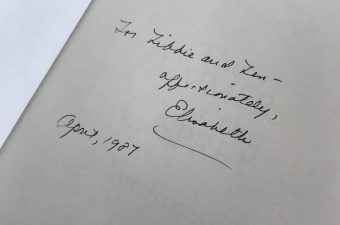 For Libbie and Len –
affectionately,
Elizabeth
April, 1987